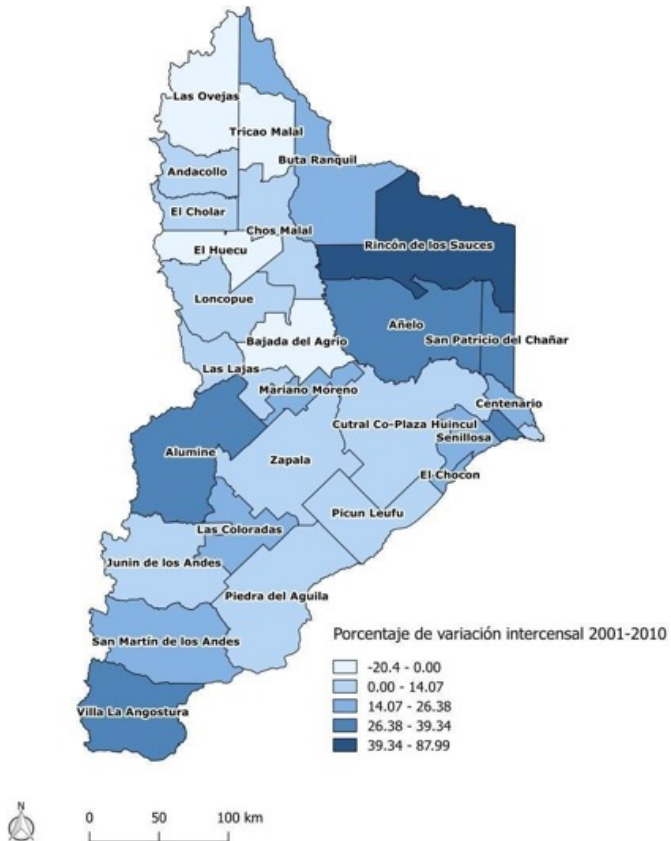 Las Ovejas
Tricao Malal
Buta Ranquil
Andacollo
El Cholar
Chos Malal
El Huecu
Rincón de los Sauces
Loncopue
Añelo
San Patricio del Chañar
Bajada del Agrio
Las Lajas
Mariano Moreno
Centenario
Cutral Co-Plaza Huincul
Senillosa
Alumine
Zapala
El Chocon
Picun Leufu
Las Coloradas
Junin de los Andes
Piedra del Aguila
San Martín de los Andes
Villa La Angostura
Porcentaje de variación intercensal 2001-2010
-20.4 - 0.00
0.00 - 14.07
14.07 - 26.38
26.38 - 39.34
39.34 - 87.99
N
0 50 100 km